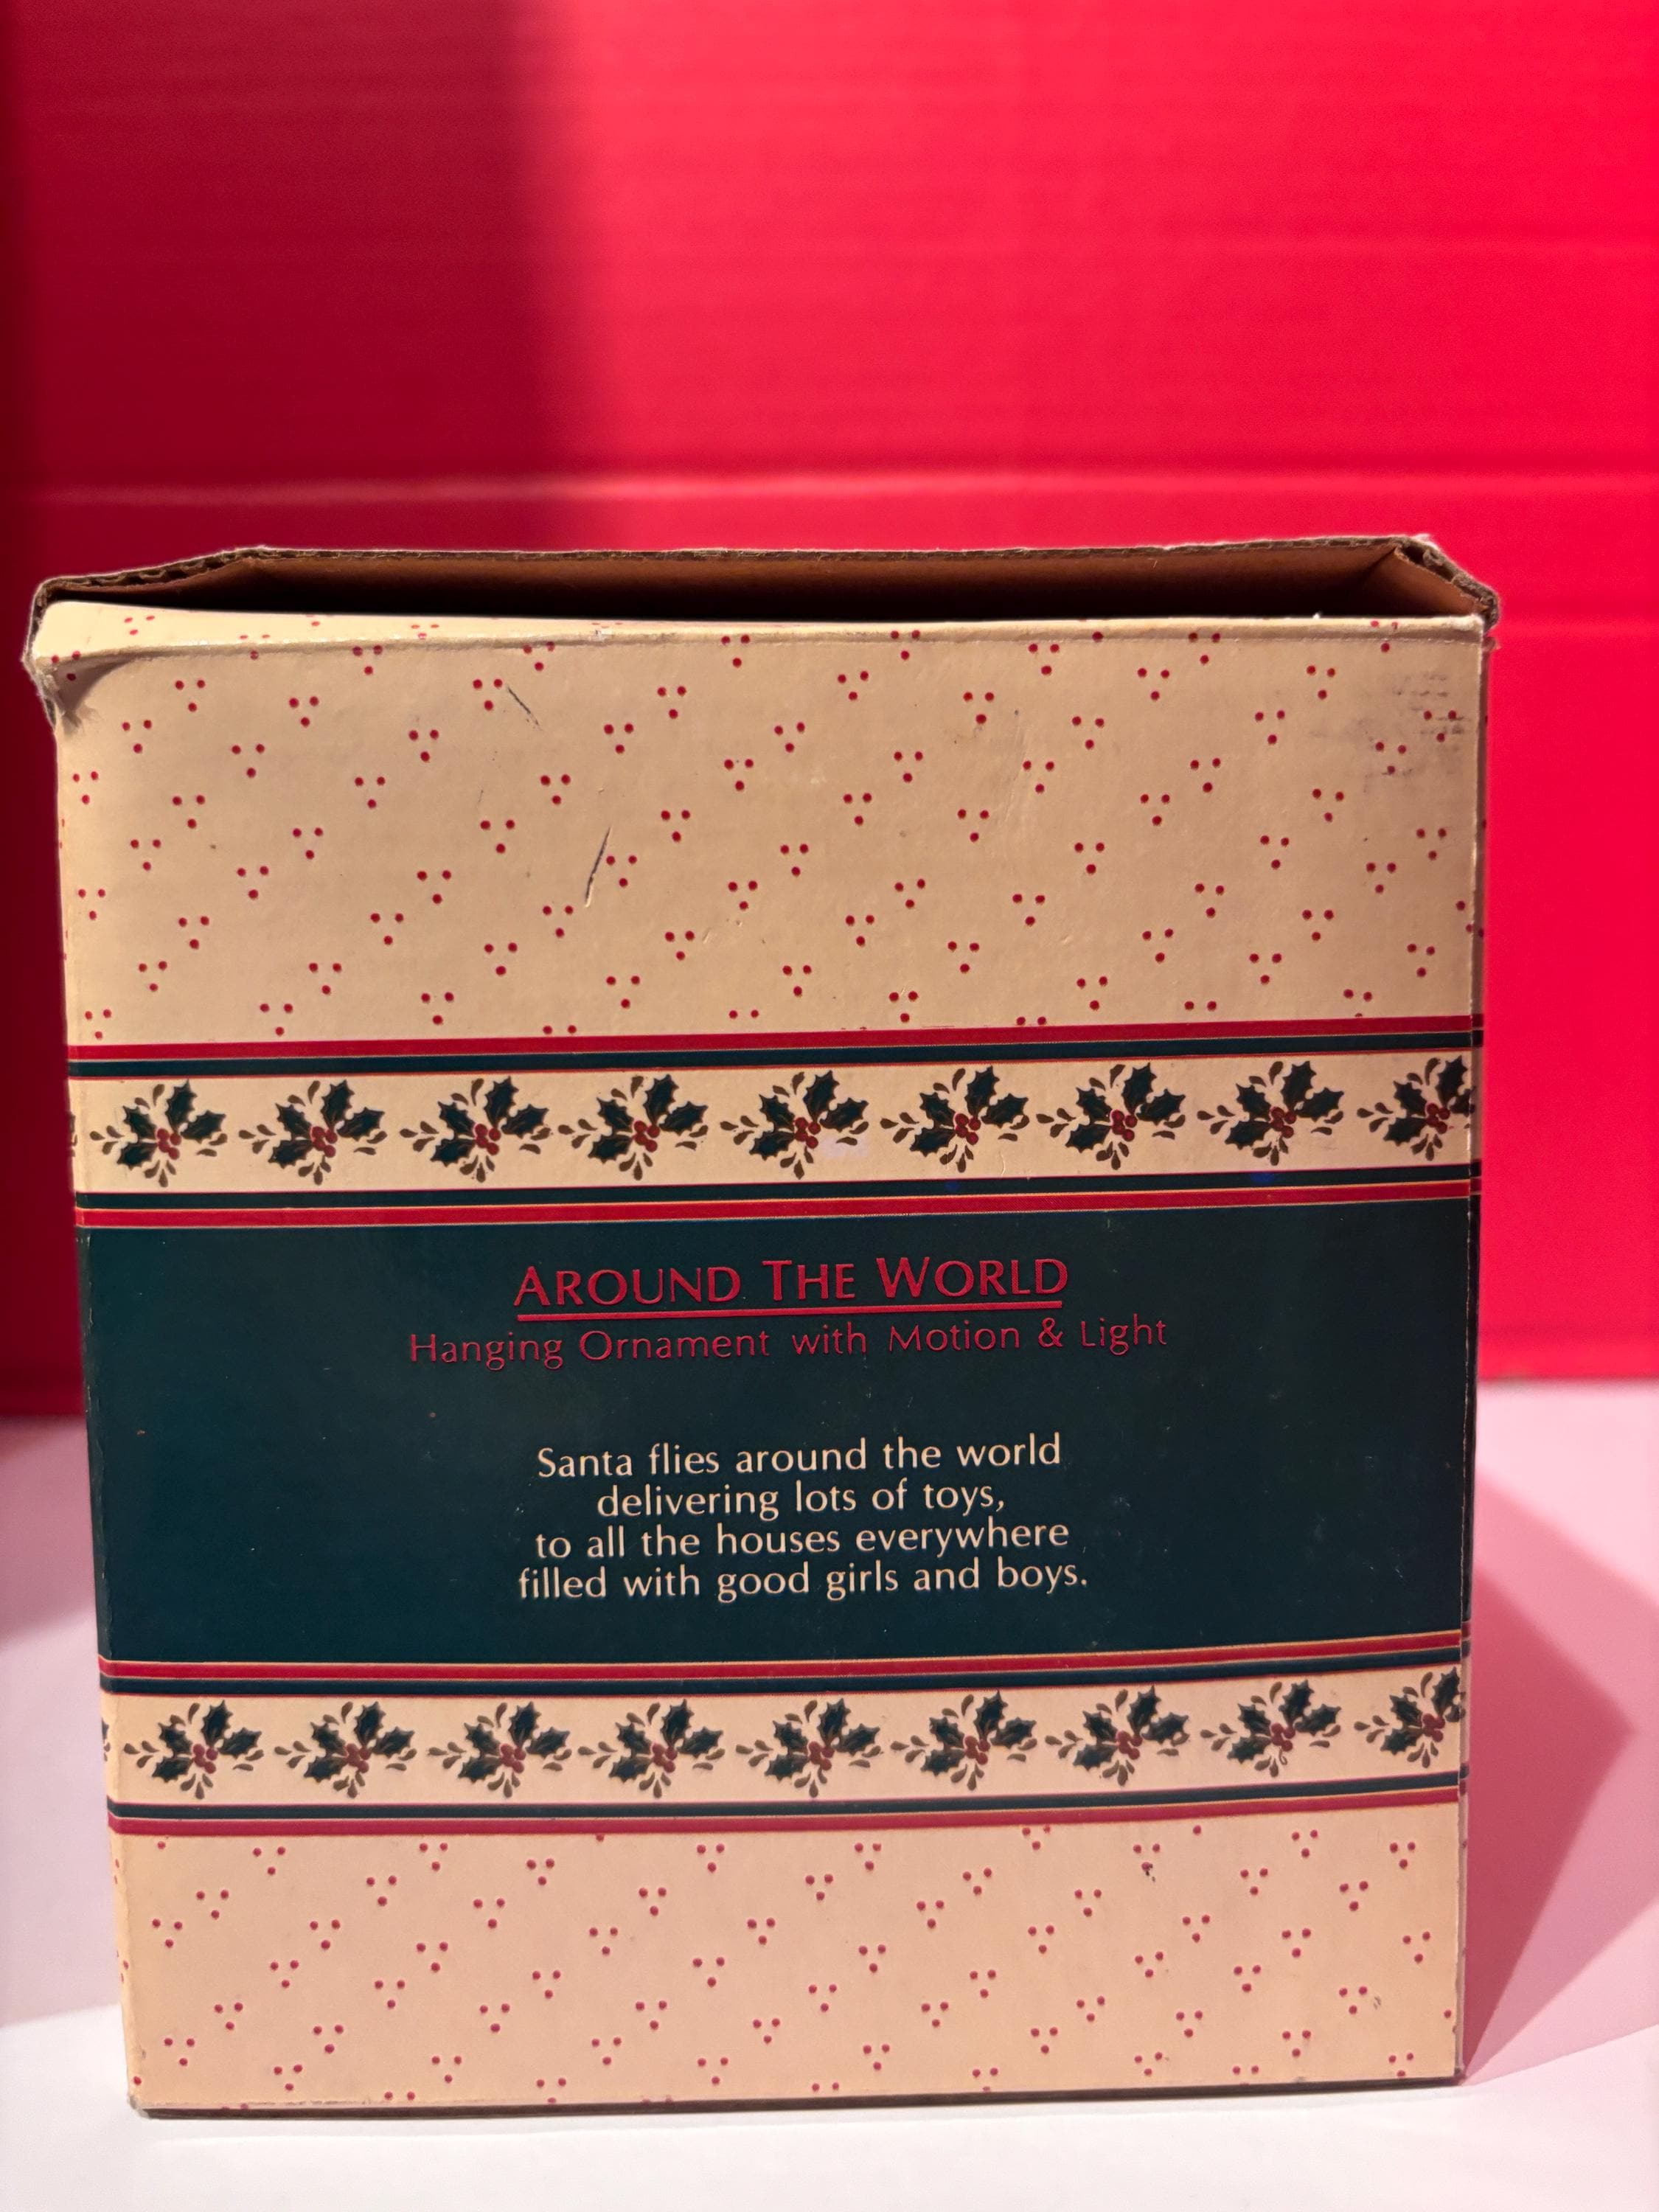 AROUND THE WORLD
Hanging Ornament with Motion & Light
Santa flies around the world
delivering lots of toys,
to all the houses everywhere
filled with good girls and boys.